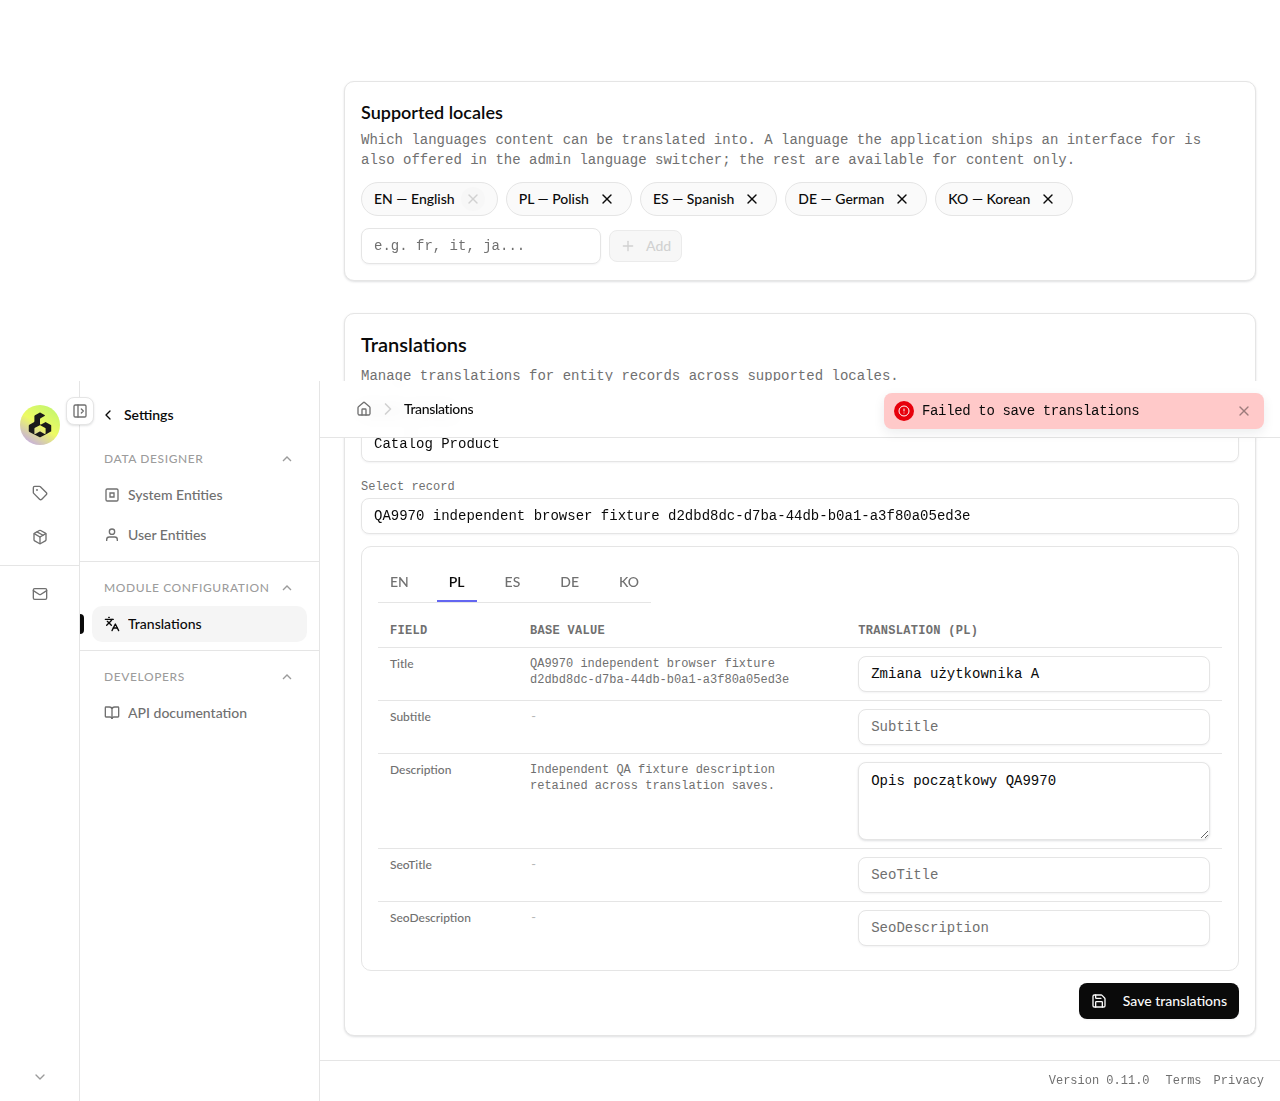 Supported locales
Which languages content can be translated into. A language the application ships an interface for is
also offered in the admin language switcher; the rest are available for content only.
EN — English
PL — Polish
ES — Spanish
DE — German
KO — Korean
e.g. fr, it, ja...
Add
Translations
Manage translations for entity records across supported locales.
Settings
Translations
Failed to save translations
DATA DESIGNER
System Entities
User Entities
MODULE CONFIGURATION
Translations
DEVELOPERS
API documentation
Catalog Product
Select record
QA9970 independent browser fixture d2dbd8dc-d7ba-44db-b0a1-a3f80a05ed3e
EN PL ES DE KO
FIELD BASE VALUE TRANSLATION (PL)
Title
QA9970 independent browser fixture
d2dbd8dc-d7ba-44db-b0a1-a3f80a05ed3e
Zmiana użytkownika A
Subtitle - Subtitle
Description
Independent QA fixture description
retained across translation saves.
Opis początkowy QA9970
SeoTitle - SeoTitle
SeoDescription - SeoDescription
Save translations
Version 0.11.0 Terms Privacy